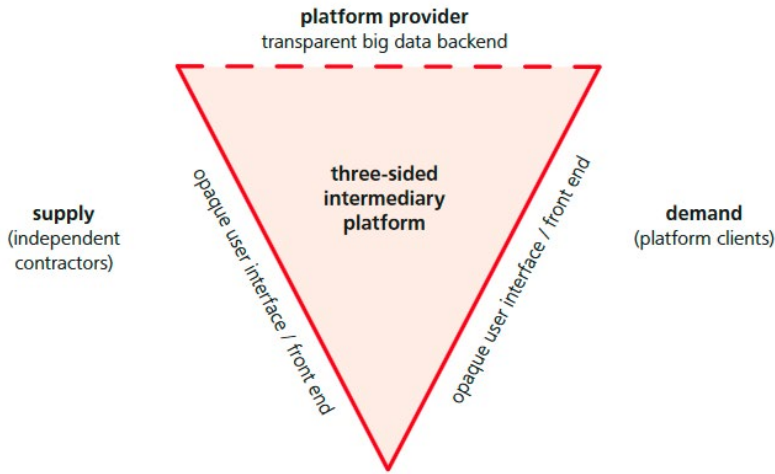 platform provider
transparent big data backend
three-sided
intermediary
platform
supply
(independent
contractors)
opaque user interface / front end
opaque user interface / front end
demand
(platform clients)